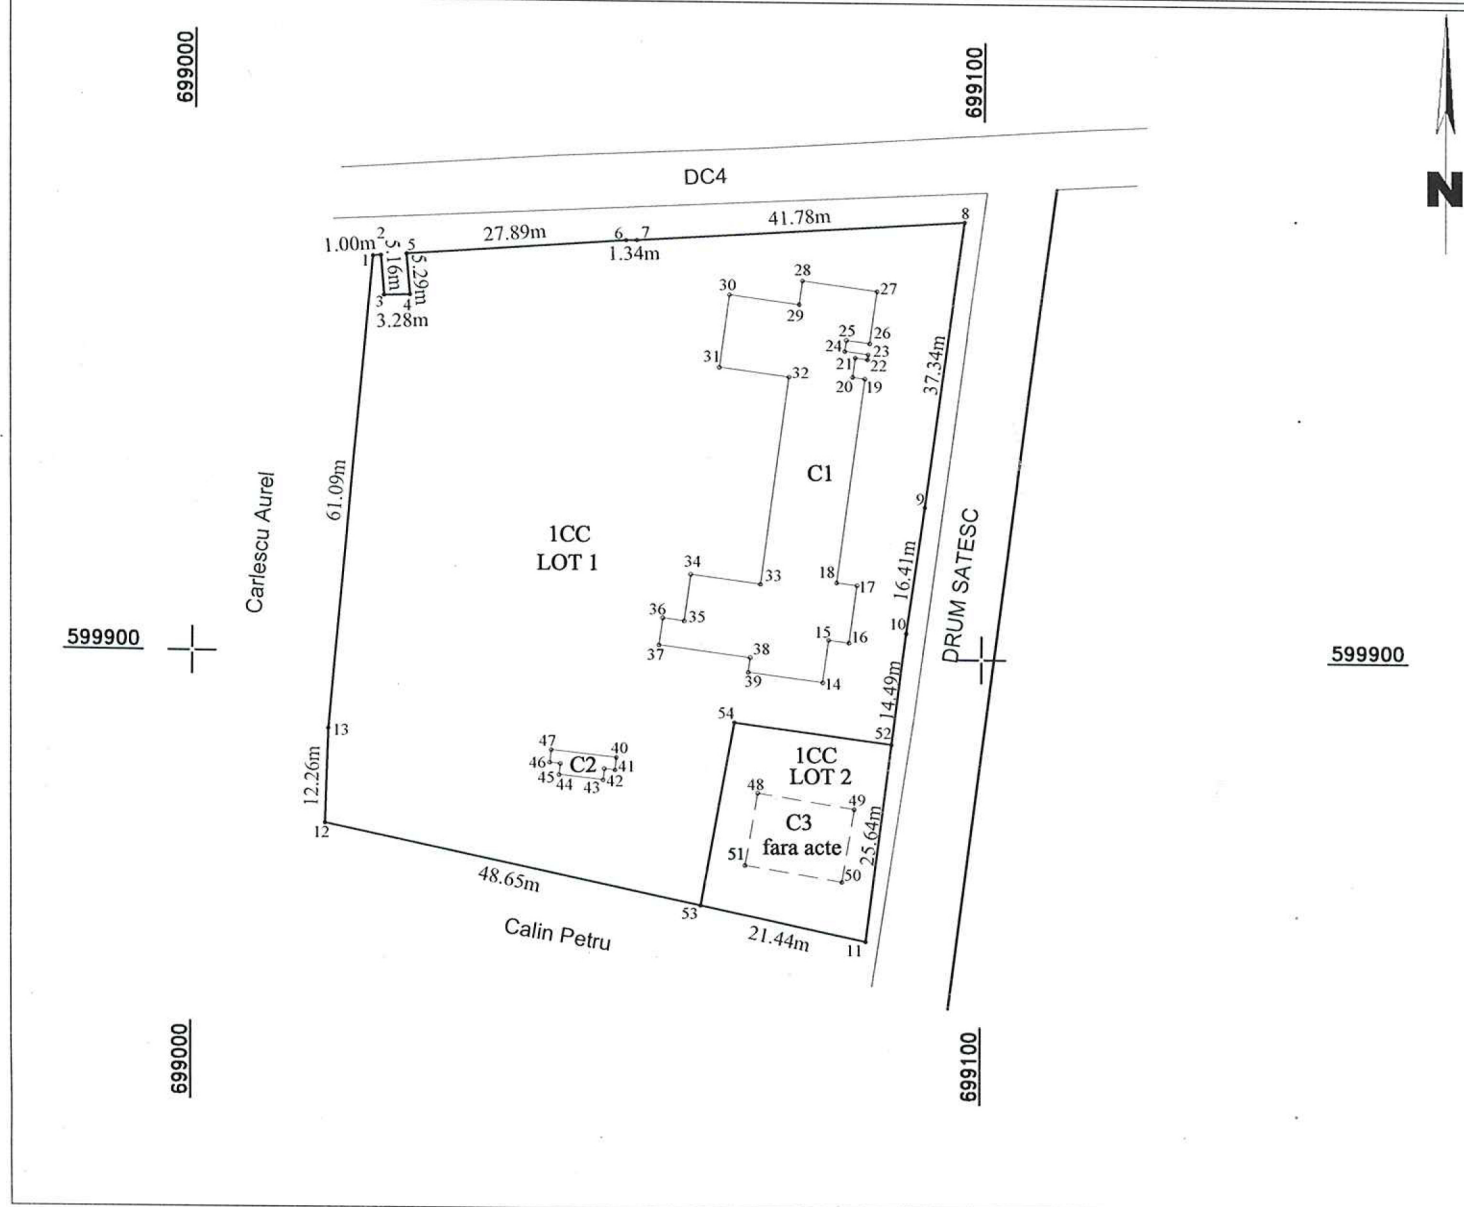 699000
699100
N
DC4
41.78m
8
27.89m
6
7
1.34m
1.00m
2
1
5.16m
5
5.29m
3
4
3.28m
28
27
30
29
25
26
24
23
31
32
21
22
20
19
37.34m
C1
61.09m
9
Carlescu Aurel
1CC
LOT 1
16.41m
DRUM SATESC
34
33
18
17
36
35
10
15
16
599900
599900
37
38
39
14
14.49m
54
52
13
47
40
46
C2
41
45
44
43
42
1CC
LOT 2
12.26m
48
49
C3
fara acte
25.64m
51
50
12
48.65m
53
21.44m
11
Calin Petru
699000
699100